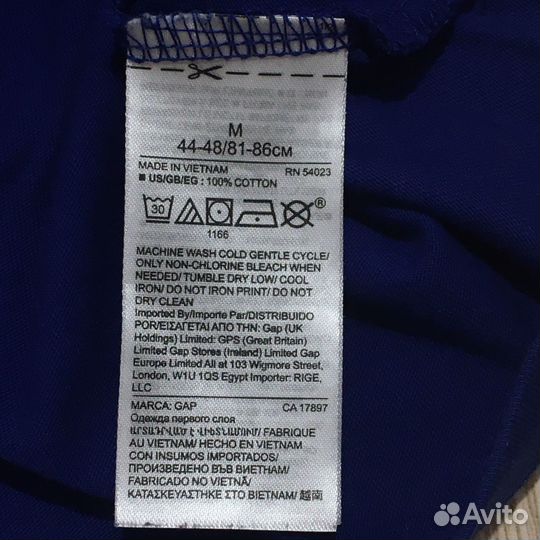 M
44-48/81-86см
MADE IN VIETNAM RN 54023
■ US/GB/EG : 100% COTTON
30
®
1166
MACHINE WASH COLD GENTLE CYCLE/
ONLY NON-CHLORINE BLEACH WHEN
NEEDED/ TUMBLE DRY LOW/ COOL
IRON/ DO NOT IRON PRINT/ DO NOT
DRY CLEAN
Imported By/Importe Par/DISTRIBUIDO
POR/ΕΙΣΑΓΕΤΑΙ ΑΠΟ ΤΗΝ: Gap (UK
Holdings) Limited: GPS (Great Britain)
Limited Gap Stores (Ireland) Limited Gap
Europe Limited All at 103 Wigmore Street,
London, W1U 1QS Egypt Importer: RIGE,
LLC
MARCA: GAP CA 17897
Одежда первого слоя
ԱՐՏԱԴՐՎԱԾ Է ՎԻԵՏՆԱՄՈՒՄ/ FABRIQUE
AU VIETNAM/ HECHO EN VIETNAM
CON INSUMOS IMPORTADOS/
ПРОИЗВЕДЕНО ВЪВ ВИЕТНАМ/
FABRICADO NO VIETNA/
ΚΑΤΑΣΚΕΥΑΣΤΗΚΕ ΣΤΟ ΒΙΕΤΝΑΜ/ 越南
Avito